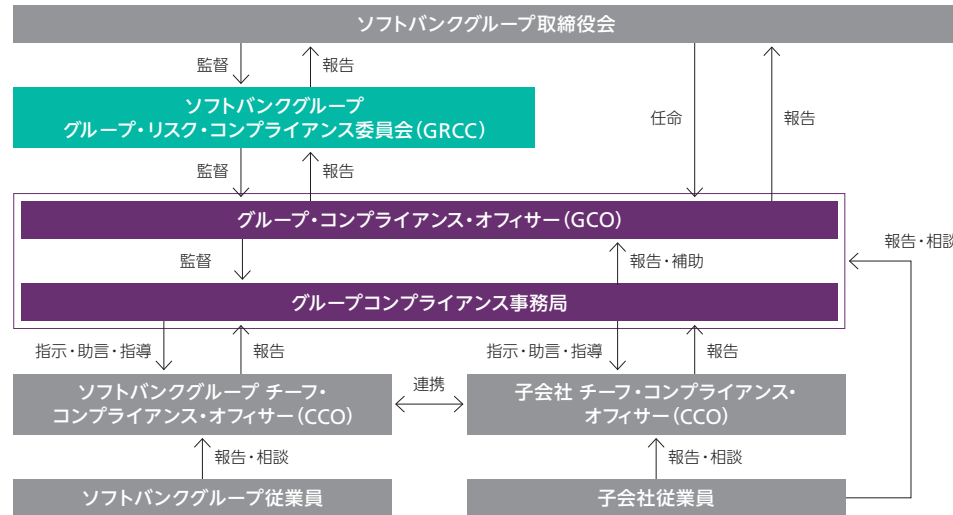 ソフトバンクグループ取締役会
監督
報告
任命
報告
ソフトバンクグループ
グループ・リスク・コンプライアンス委員会(GRCC)
監督
報告
グループ・コンプライアンス・オフィサー(GCO)
監督
報告・補助
報告・相談
グループコンプライアンス事務局
指示・助言・指導
報告
指示・助言・指導
報告
ソフトバンクグループ チーフ・
コンプライアンス・オフィサー(CCO)
連携
子会社 チーフ・コンプライアンス・
オフィサー(CCO)
報告・相談
報告・相談
ソフトバンクグループ従業員
子会社従業員